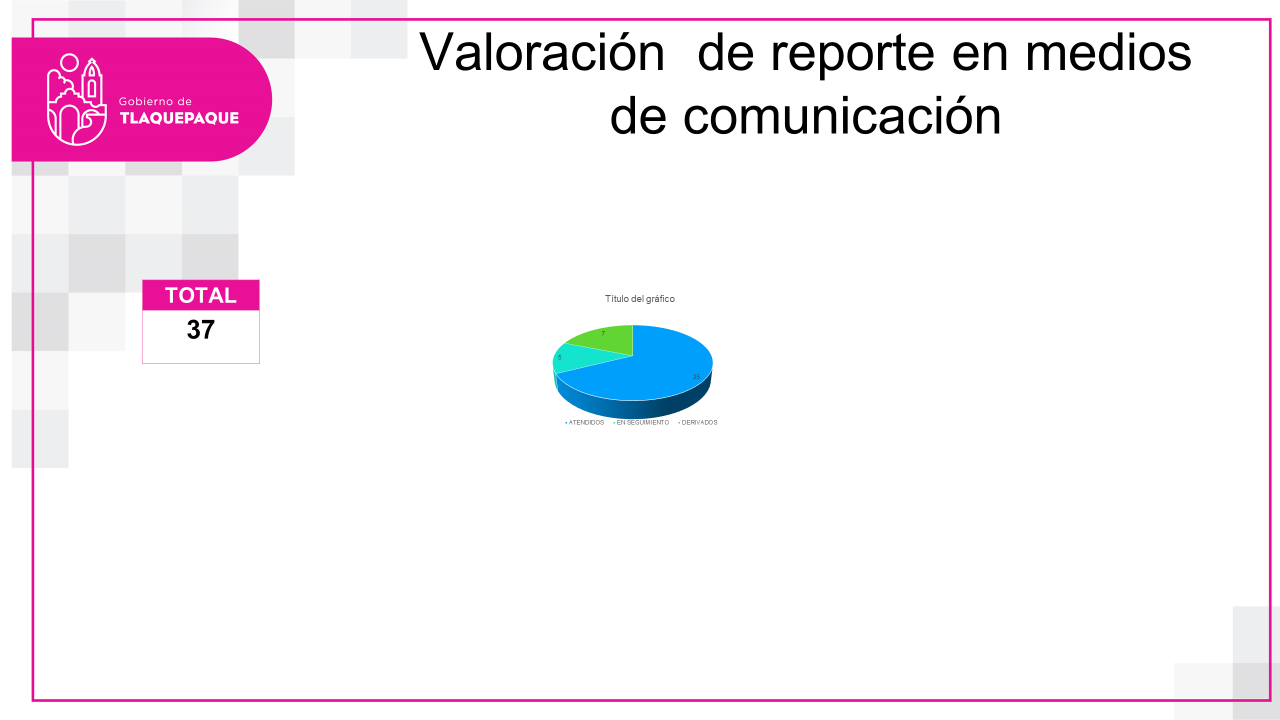 Valoración de reporte en medios
de comunicación
Gobierno de
TLAQUEPAQUE
TOTAL
37
Título del gráfico
7
5
25
ATENDIDOS EN SEGUIMIENTO DERIVADOS